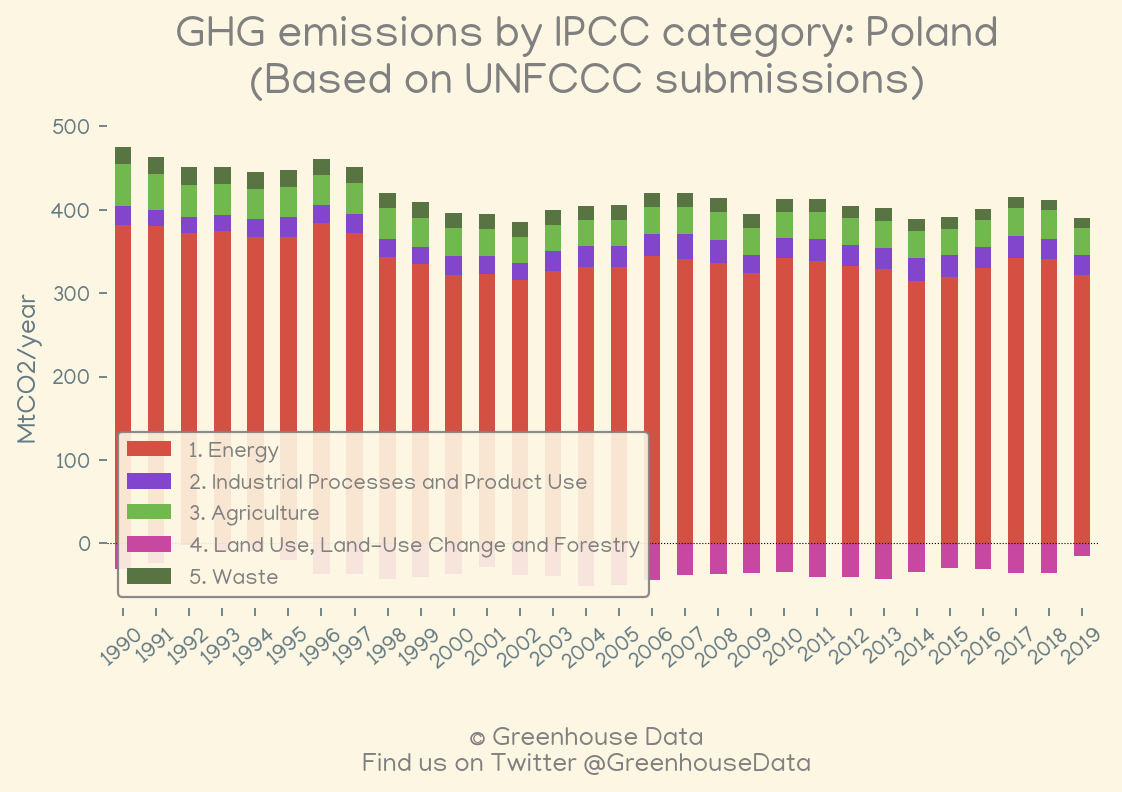 GHG emissions by IPCC category: Poland
(Based on UNFCCC submissions)
500
400
300
200
100
0
MtCO2/year
1. Energy
2. Industrial Processes and Product Use
3. Agriculture
4. Land Use, Land-Use Change and Forestry
5. Waste
1990 1991 1992 1993 1994 1995 1996 1997 1998 1999 2000 2001 2002 2003 2004 2005 2006 2007 2008 2009 2010 2011 2012 2013 2014 2015 2016 2017 2018 2019
© Greenhouse Data
Find us on Twitter @GreenhouseData